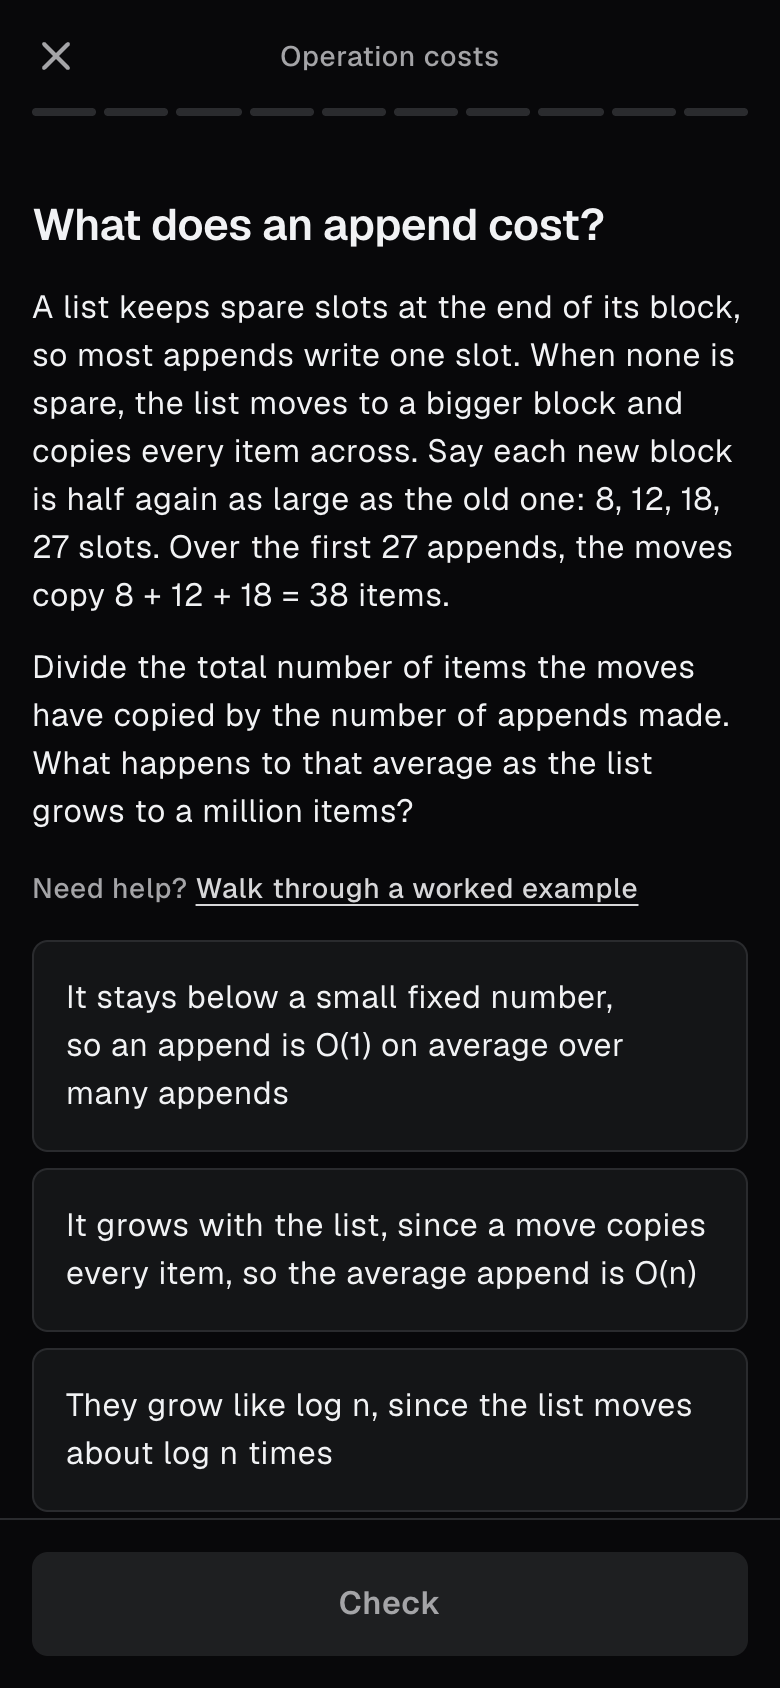 Operation costs
What does an append cost?
A list keeps spare slots at the end of its block,
so most appends write one slot. When none is
spare, the list moves to a bigger block and
copies every item across. Say each new block
is half again as large as the old one: 8, 12, 18,
27 slots. Over the first 27 appends, the moves
copy 8 + 12 + 18 = 38 items.
Divide the total number of items the moves
have copied by the number of appends made.
What happens to that average as the list
grows to a million items?
Need help? Walk through a worked example
It stays below a small fixed number,
so an append is O(1) on average over
many appends
It grows with the list, since a move copies
every item, so the average append is O(n)
They grow like log n, since the list moves
about log n times
Check